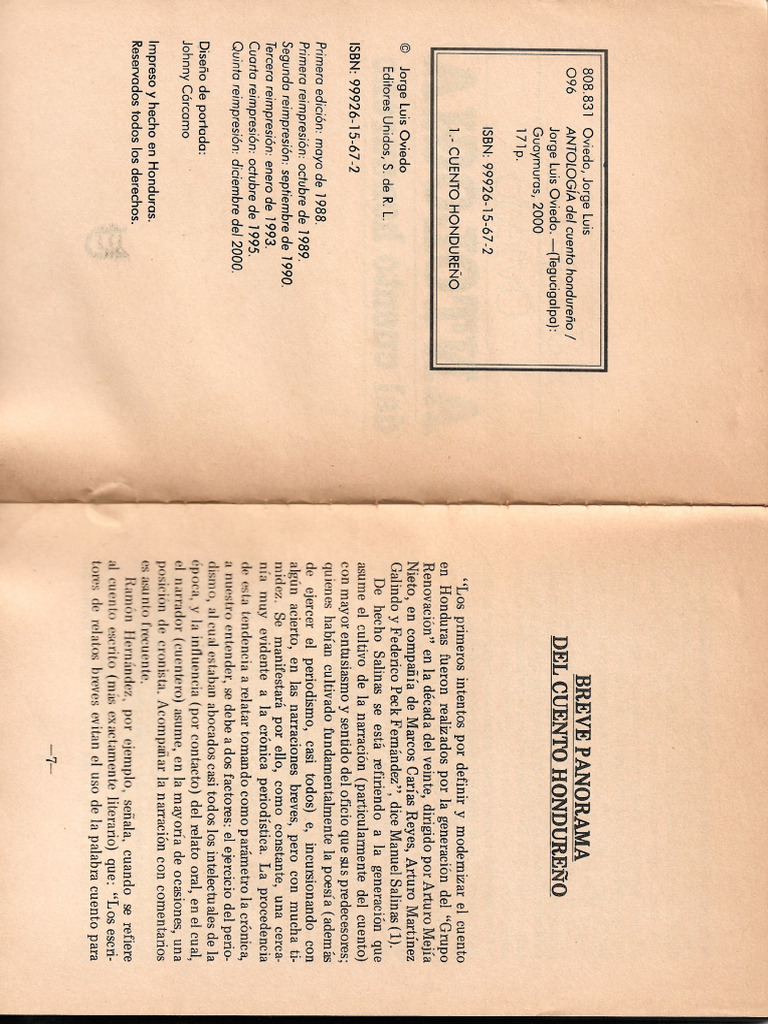 808.831 Oviedo, Jorge Luis
O96 ANTOLOGÍA del cuento hondureño /
Jorge Luis Oviedo. —(Tegucigalpa):
Guaymuras, 2000
171p.
ISBN: 99926-15-67-2
1.- CUENTO HONDUREÑO
© Jorge Luis Oviedo
Editores Unidos, S. de R. L.
ISBN: 99926-15-67-2
Primera edición: mayo de 1988.
Primera reimpresión: octubre de 1989.
Segunda reimpresión: septiembre de 1990.
Tercera reimpresión: enero de 1993.
Cuarta reimpresión: octubre de 1995.
Quinta reimpresión: diciembre del 2000.
Diseño de portada:
Johnny Cárcamo
Impreso y hecho en Honduras.
Reservados todos los derechos.
BREVE PANORAMA
DEL CUENTO HONDUREÑO
"Los primeros intentos por definir y modernizar el cuento
en Honduras fueron realizados por la generación del "Grupo
Renovación" en la década del veinte, dirigido por Arturo Mejía
Nieto, en compañía de Marcos Carías Reyes, Arturo Martínez
Galindo y Federico Peck Fernández", dice Manuel Salinas (1).
De hecho Salinas se está refiriendo a la generación que
asume el cultivo de la narración (particularmente del cuento)
con mayor entusiasmo y sentido del oficio que sus predecesores;
quienes habían cultivado fundamentalmente la poesía (además
de ejercer el periodismo, casi todos) e, incursionando con
algún acierto, en las narraciones breves, pero con mucha ti-
midez. Se manifestará por ello, como constante, una cerca-
nía muy evidente a la crónica periodística. La procedencia
de esta tendencia a relatar tomando como parámetro la crónica,
a nuestro entender, se debe a dos factores: el ejercicio del perio-
dismo, al cual estaban abocados casi todos los intelectuales de la
época, y la influencia (por contacto) del relato oral, en el cual,
el narrador (cuentero) asume, en la mayoría de ocasiones, una
posición de cronista. Acompañar la narración con comentarios
es asunto frecuente.
Ramón Hernández, por ejemplo, señala, cuando se refiere
al cuento escrito (más exactamente literario) que: "Los escri-
tores de relatos breves evitan el uso de la palabra cuento para
—7—